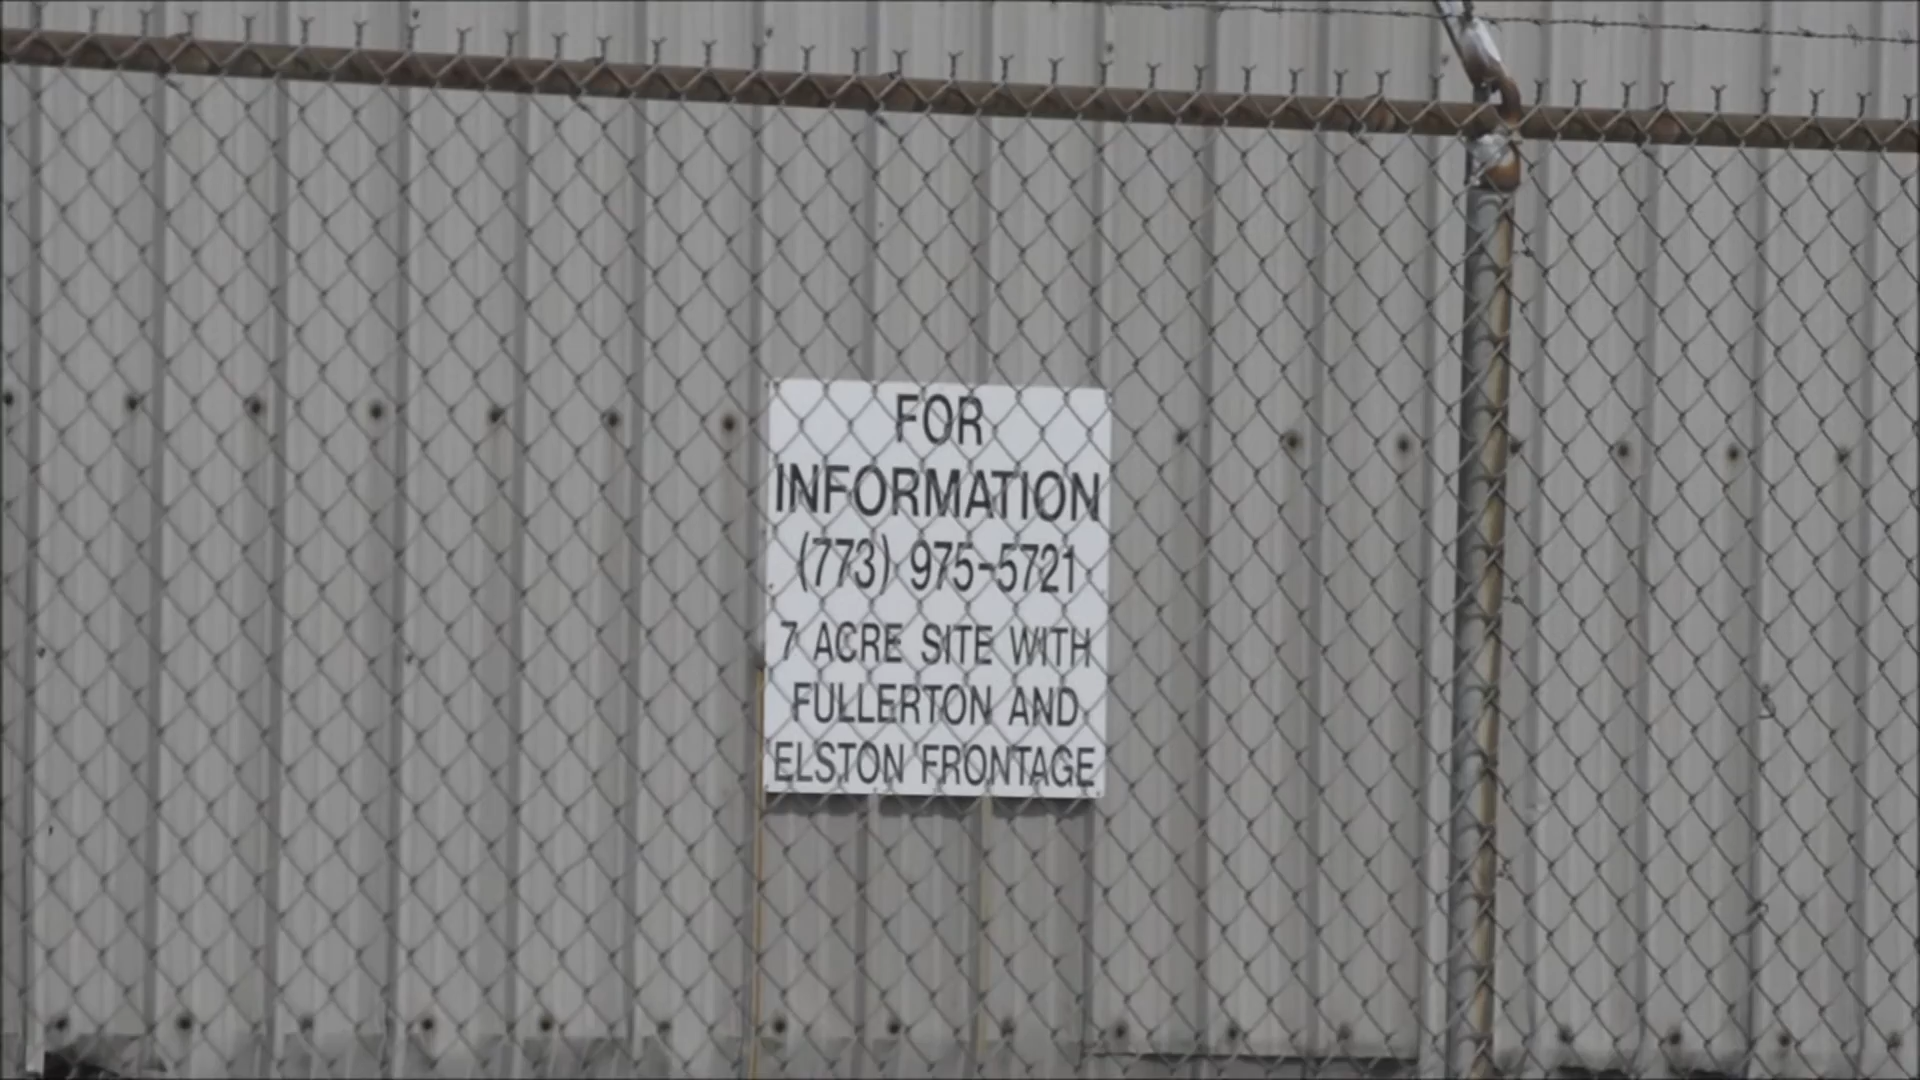 FOR
INFORMATION
(773) 975-5721
7 ACRE SITE WITH
FULLERTON AND
ELSTON FRONTAGE